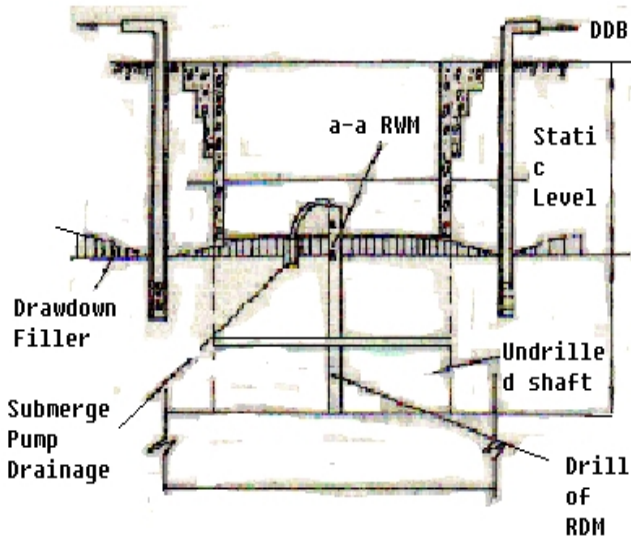 DDB
a-a RWM
Stati
c
Level
Drawdown
Filler
Undrille
d shaft
Submerge
Pump
Drainage
Drill
of
RDM